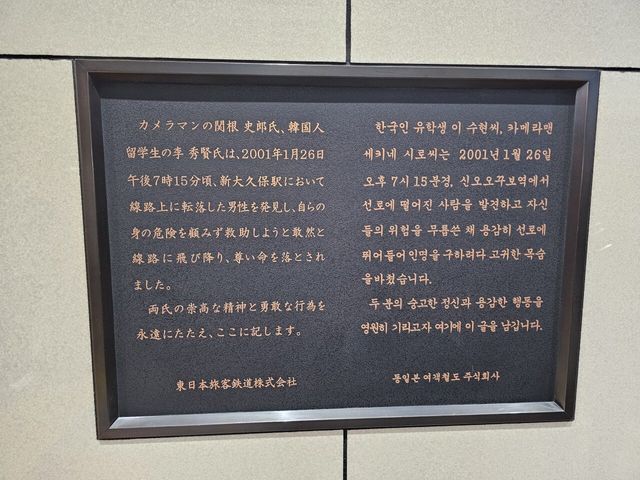 カメラマンの関根 史郎氏、韓国人
留学生の李 秀賢氏は、2001年1月26日
午後7時15分頃、新大久保駅において
線路上に転落した男性を発見し、自らの
身の危険を顧みず救助しようと敢然と
線路に飛び降り、尊い命を落とされ
ました。
両氏の崇高な精神と勇敢な行為を
永遠にたたえ、ここに記します。
東日本旅客鉄道株式会社
한국인 유학생 이 수현씨, 카메라맨
세키네 시로씨는 2001년 1월 26일
오후 7시 15분경, 신오오꾸보역에서
선로에 떨어진 사람을 발견하고 자신
들의 위험을 무릅쓴 채 용감히 선로에
뛰어들어 인명을 구하려다 고귀한 목숨
을 바쳤습니다.
두 분의 숭고한 정신과 용감한 행동을
영원히 기리고자 여기에 이 글을 남깁니다.
동일본 여객철도 주식회사